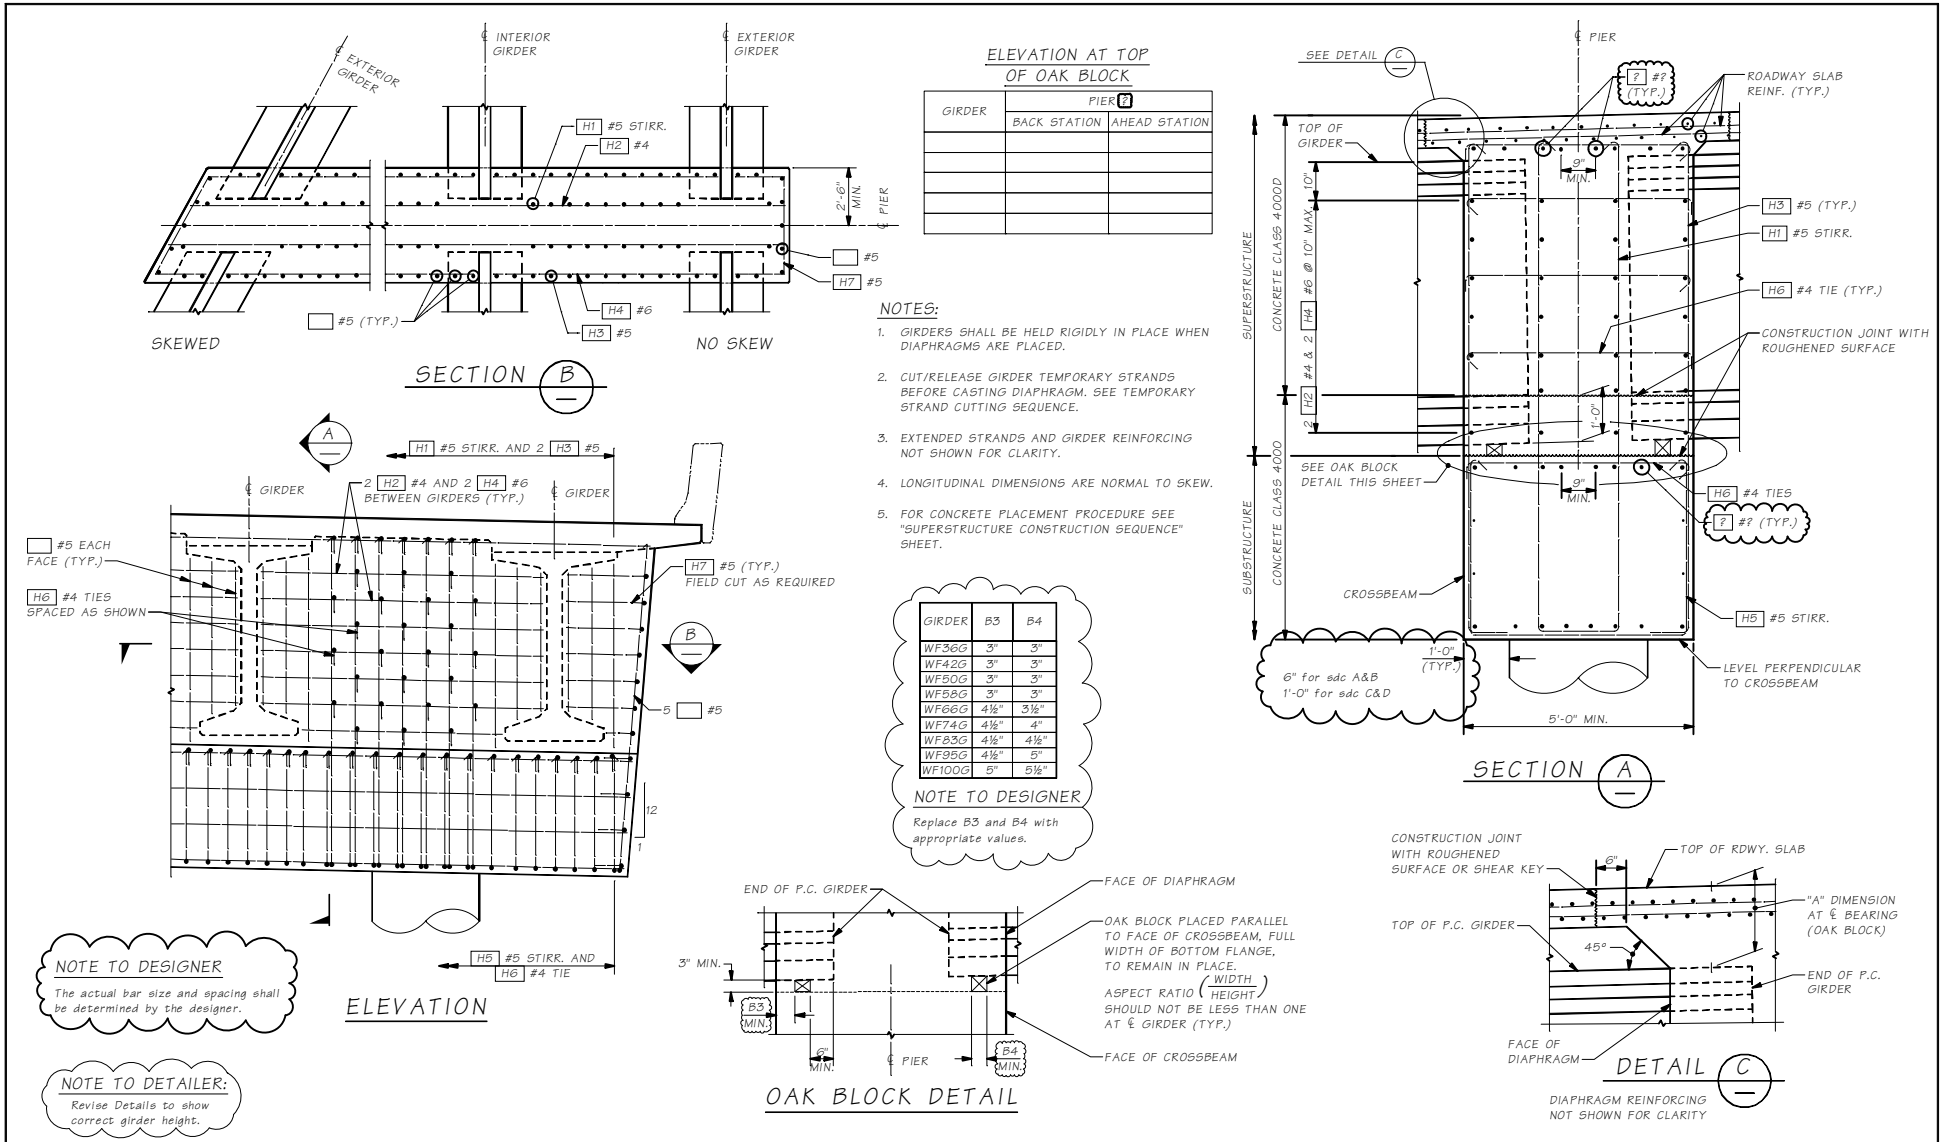 ℄ EXTERIOR
GIRDER
℄ INTERIOR
GIRDER
℄ EXTERIOR
GIRDER
H1 #5 STIRR.
H2 #4
2'-6"
MIN.
℄ PIER
#5
H7 #5
#5 (TYP.)
H4 #6
H3 #5
SKEWED
NO SKEW
SECTION B
ELEVATION AT TOP
OF OAK BLOCK
GIRDER
PIER ?
BACK STATION
AHEAD STATION
NOTES:
1. GIRDERS SHALL BE HELD RIGIDLY IN PLACE WHEN
DIAPHRAGMS ARE PLACED.
2. CUT/RELEASE GIRDER TEMPORARY STRANDS
BEFORE CASTING DIAPHRAGM. SEE TEMPORARY
STRAND CUTTING SEQUENCE.
3. EXTENDED STRANDS AND GIRDER REINFORCING
NOT SHOWN FOR CLARITY.
4. LONGITUDINAL DIMENSIONS ARE NORMAL TO SKEW.
5. FOR CONCRETE PLACEMENT PROCEDURE SEE
"SUPERSTRUCTURE CONSTRUCTION SEQUENCE"
SHEET.
A
H1 #5 STIRR. AND 2 H3 #5
℄ GIRDER
2 H2 #4 AND 2 H4 #6
BETWEEN GIRDERS (TYP.)
℄ GIRDER
#5 EACH
FACE (TYP.)
H6 #4 TIES
SPACED AS SHOWN
H7 #5 (TYP.)
FIELD CUT AS REQUIRED
B
5 #5
12
1
H5 #5 STIRR. AND
H6 #4 TIE
ELEVATION
NOTE TO DESIGNER
The actual bar size and spacing shall
be determined by the designer.
NOTE TO DETAILER:
Revise Details to show
correct girder height.
GIRDER B3 B4
WF36G 3" 3"
WF42G 3" 3"
WF50G 3" 3"
WF58G 3" 3"
WF66G 4½" 3½"
WF74G 4½" 4"
WF83G 4½" 4½"
WF95G 4½" 5"
WF100G 5" 5½"
NOTE TO DESIGNER
Replace B3 and B4 with
appropriate values.
END OF P.C. GIRDER
FACE OF DIAPHRAGM
OAK BLOCK PLACED PARALLEL
TO FACE OF CROSSBEAM, FULL
WIDTH OF BOTTOM FLANGE,
TO REMAIN IN PLACE.
ASPECT RATIO (WIDTH
HEIGHT)
SHOULD NOT BE LESS THAN ONE
AT ℄ GIRDER (TYP.)
3" MIN.
B3
MIN.
6"
MIN.
℄ PIER
B4
MIN.
FACE OF CROSSBEAM
OAK BLOCK DETAIL
SEE DETAIL C
℄ PIER
? #?
(TYP.)
ROADWAY SLAB
REINF. (TYP.)
TOP OF
GIRDER
9"
MIN.
10"
2 H2 #4 & 2 H4 #6 @ 10" MAX.
SUPERSTRUCTURE
CONCRETE CLASS 4000D
H3 #5 (TYP.)
H1 #5 STIRR.
H6 #4 TIE (TYP.)
CONSTRUCTION JOINT WITH
ROUGHENED SURFACE
1'-0"
SEE OAK BLOCK
DETAIL THIS SHEET
9"
MIN.
H6 #4 TIES
? #? (TYP.)
SUBSTRUCTURE
CONCRETE CLASS 4000
CROSSBEAM
H5 #5 STIRR.
1'-0"
(TYP.)
6" for sdc A&B
1'-0" for sdc C&D
LEVEL PERPENDICULAR
TO CROSSBEAM
5'-0" MIN.
SECTION A
CONSTRUCTION JOINT
WITH ROUGHENED
SURFACE OR SHEAR KEY
6"
TOP OF RDWY. SLAB
TOP OF P.C. GIRDER
45°
"A" DIMENSION
AT ℄ BEARING
(OAK BLOCK)
END OF P.C.
GIRDER
FACE OF
DIAPHRAGM
DETAIL C
DIAPHRAGM REINFORCING
NOT SHOWN FOR CLARITY